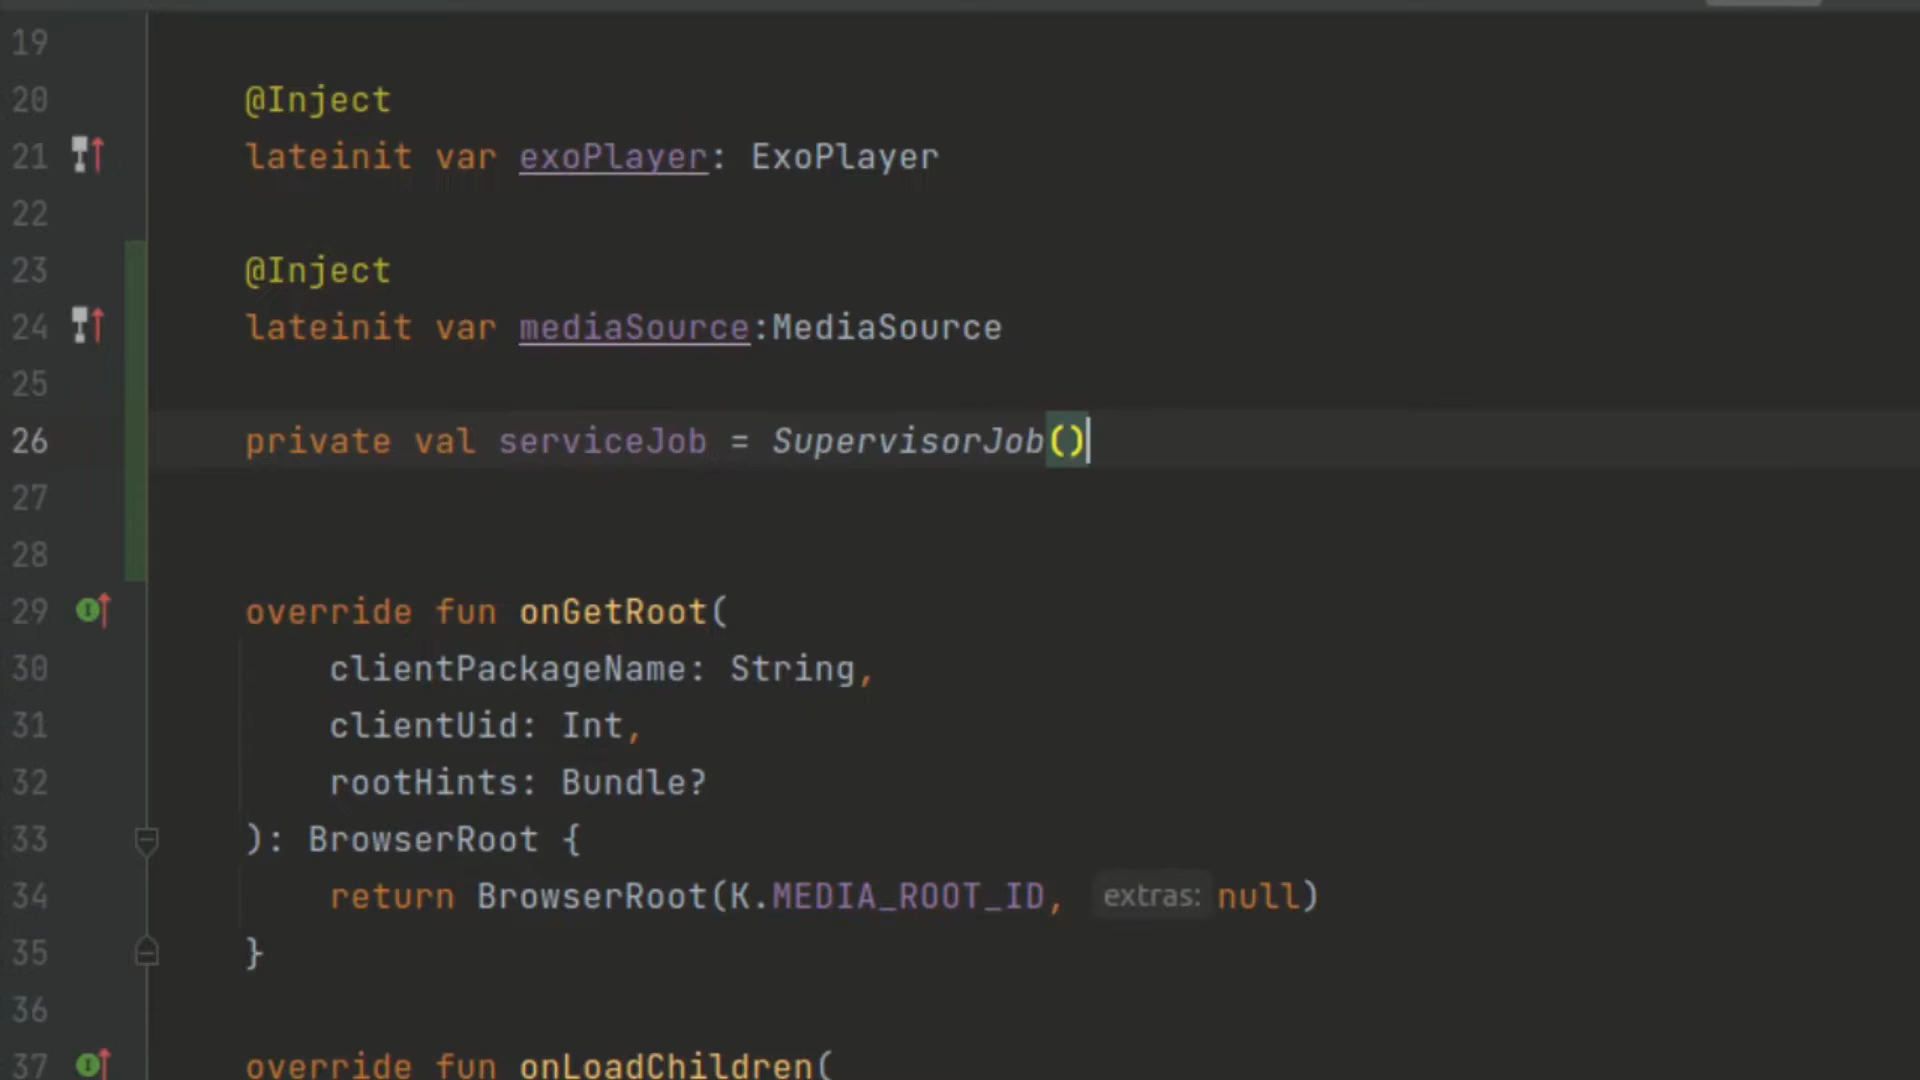 19
20 @Inject
21 lateinit var exoPlayer: ExoPlayer
22
23 @Inject
24 lateinit var mediaSource:MediaSource
25
26 private val serviceJob = SupervisorJob()
27
28
29 override fun onGetRoot(
30 clientPackageName: String,
31 clientUid: Int,
32 rootHints: Bundle?
33 ): BrowserRoot {
34 return BrowserRoot(K.MEDIA_ROOT_ID, extras: null)
35 }
36
37 override fun onLoadChildren(